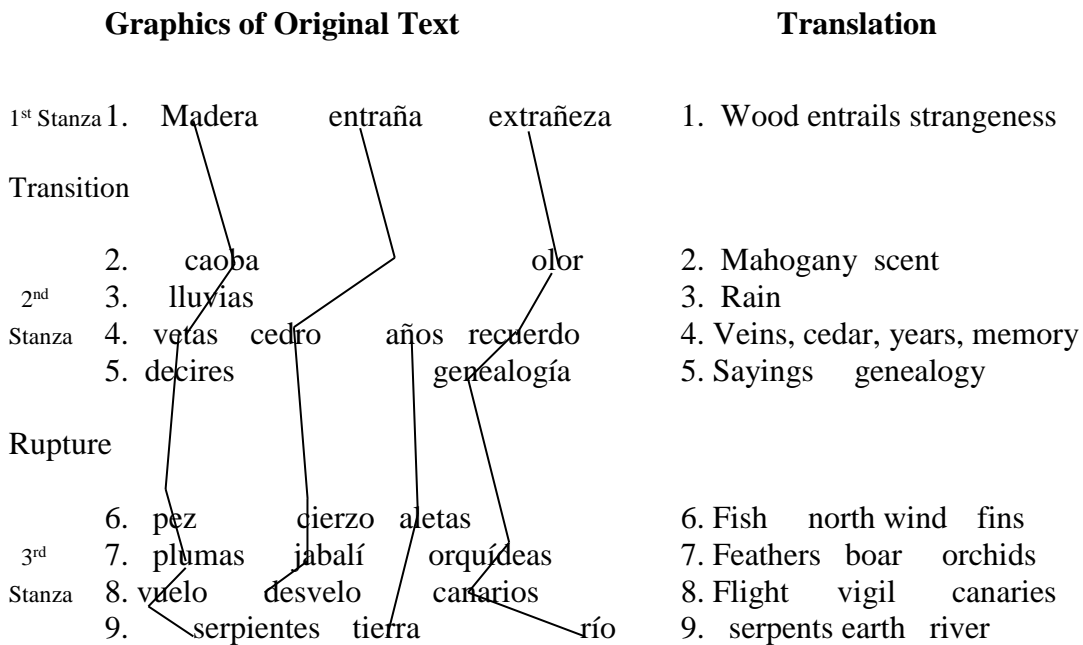 Graphics of Original Text Translation
1st Stanza 1. Madera entraña extrañeza 1. Wood entrails strangeness
Transition
2. caoba olor 2. Mahogany scent
2nd 3. lluvias 3. Rain
Stanza 4. vetas cedro años recuerdo 4. Veins, cedar, years, memory
5. decires genealogía 5. Sayings genealogy
Rupture
6. pez cierzo aletas 6. Fish north wind fins
3rd 7. plumas jabalí orquídeas 7. Feathers boar orchids
Stanza 8. vuelo desvelo canarios 8. Flight vigil canaries
9. serpientes tierra río 9. serpents earth river